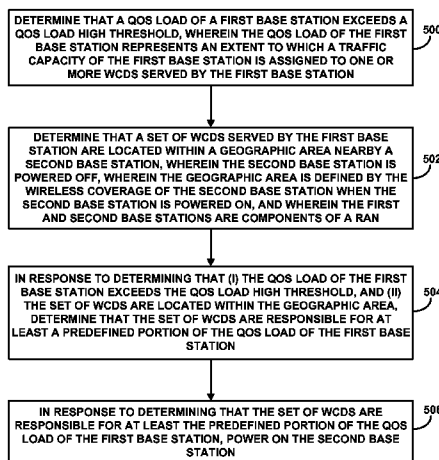 DETERMINE THAT A QOS LOAD OF A FIRST BASE STATION EXCEEDS A
QOS LOAD HIGH THRESHOLD, WHEREIN THE QOS LOAD OF THE FIRST
BASE STATION REPRESENTS AN EXTENT TO WHICH A TRAFFIC
CAPACITY OF THE FIRST BASE STATION IS ASSIGNED TO ONE OR
MORE WCDS SERVED BY THE FIRST BASE STATION
500
DETERMINE THAT A SET OF WCDS SERVED BY THE FIRST BASE
STATION ARE LOCATED WITHIN A GEOGRAPHIC AREA NEARBY A
SECOND BASE STATION, WHEREIN THE SECOND BASE STATION IS
POWERED OFF, WHEREIN THE GEOGRAPHIC AREA IS DEFINED BY THE
WIRELESS COVERAGE OF THE SECOND BASE STATION WHEN THE
SECOND BASE STATION IS POWERED ON, AND WHEREIN THE FIRST
AND SECOND BASE STATIONS ARE COMPONENTS OF A RAN
502
IN RESPONSE TO DETERMINING THAT (I) THE QOS LOAD OF THE FIRST
BASE STATION EXCEEDS THE QOS LOAD HIGH THRESHOLD, AND (II)
THE SET OF WCDS ARE LOCATED WITHIN THE GEOGRAPHIC AREA,
DETERMINE THAT THE SET OF WCDS ARE RESPONSIBLE FOR AT
LEAST A PREDEFINED PORTION OF THE QOS LOAD OF THE FIRST BASE
STATION
504
IN RESPONSE TO DETERMINING THAT THE SET OF WCDS ARE
RESPONSIBLE FOR AT LEAST THE PREDEFINED PORTION OF THE QOS
LOAD OF THE FIRST BASE STATION, POWER ON THE SECOND BASE
STATION
506